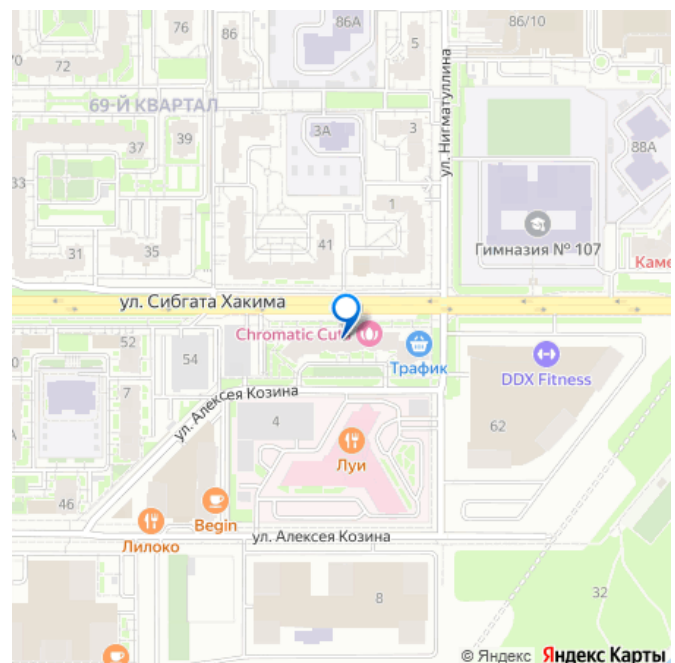 76
86
86А
5
86/10
70
72
69-Й КВАРТАЛ
37
39
3А
3
ул. Нигматуллина
88А
33
1
31
35
41
Гимназия № 107
Каме
ул. Сибгата Хакима
52
54
Chromatic Cut
Трафик
DDX Fitness
7
ул. Алексея Козина
4
62
Луи
46
Begin
Лилоко
ул. Алексея Козина
8
32
© Яндекс Яндекс Карты